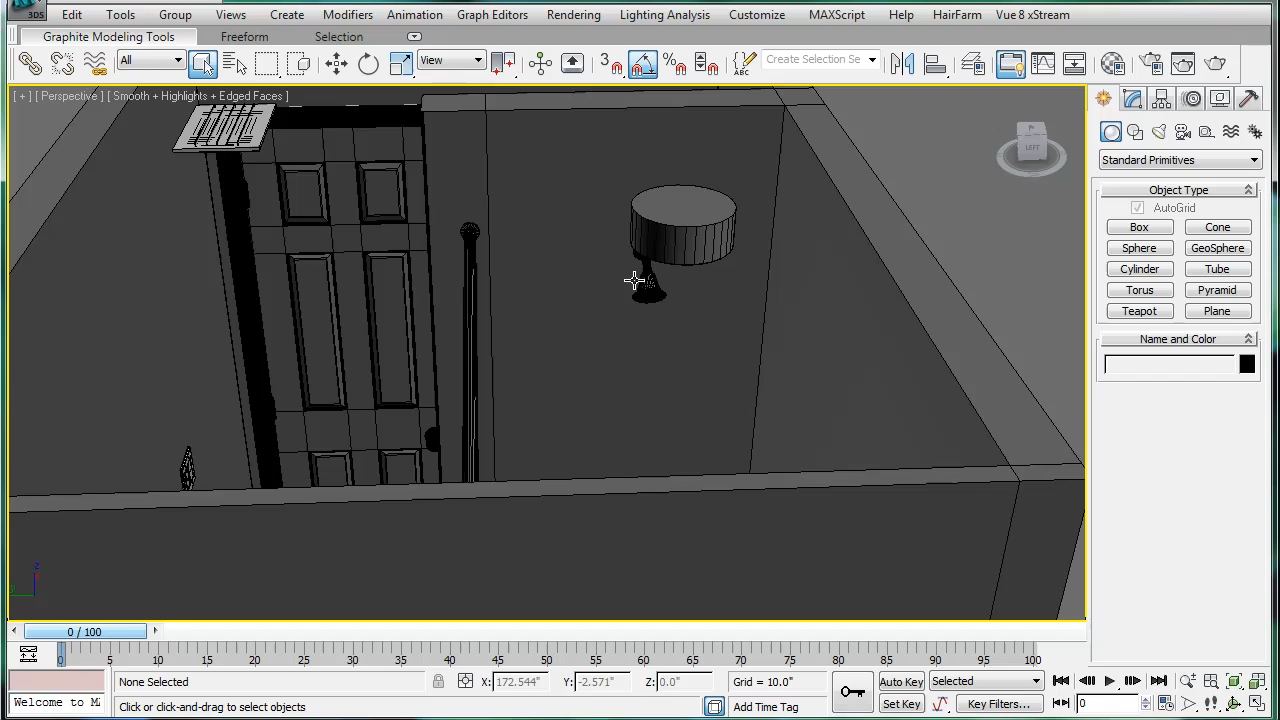 3DS Edit Tools Group Views Create Modifiers Animation Graph Editors Rendering Lighting Analysis Customize MAXScript Help HairFarm Vue 8 xStream
Graphite Modeling Tools Freeform Selection
All View 3 % ABC Create Selection Se
[ + ] [ Perspective ] [ Smooth + Highlights + Edged Faces ]
LEFT
Standard Primitives
Object Type
AutoGrid
Box Cone
Sphere GeoSphere
Cylinder Tube
Torus Pyramid
Teapot Plane
Name and Color
z
y
0 / 100
0 5 10 15 20 25 30 35 40 45 50 55 60 65 70 75 80 85 90 95 100
None Selected X: 172.544" Y: -2.571" Z: 0.0" Grid = 10.0" Auto Key Selected
Welcome to M Click or click-and-drag to select objects Add Time Tag Set Key Key Filters... 0